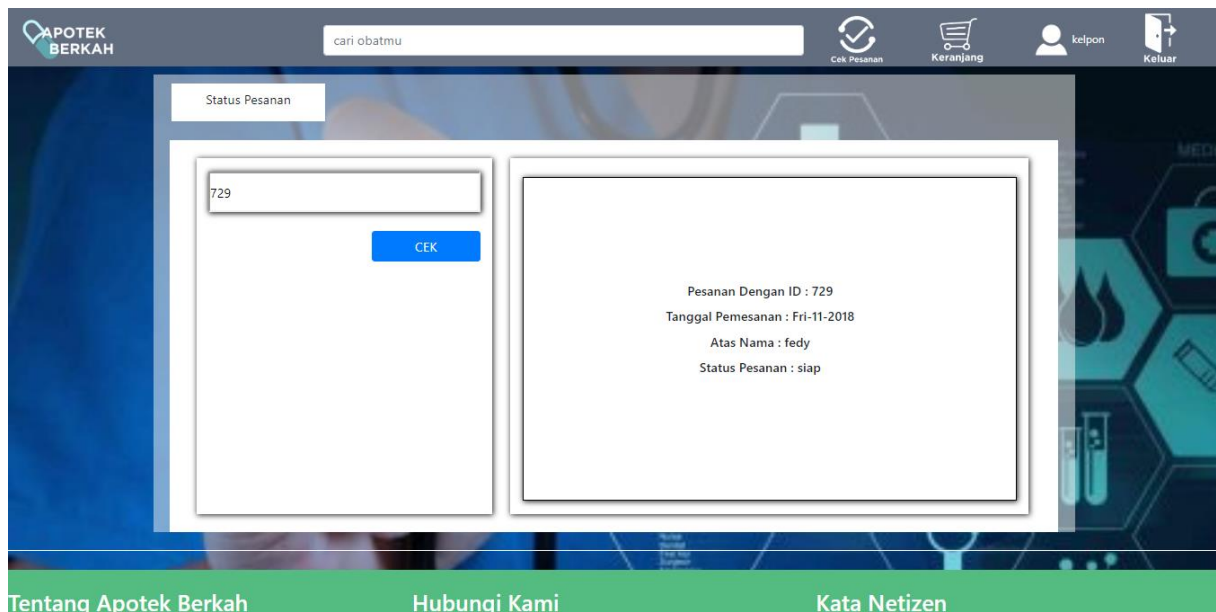 APOTEK
BERKAH
cari obatmu
Cek Pesanan
Keranjang
kelpon
Keluar
Status Pesanan
729
CEK
Pesanan Dengan ID : 729
Tanggal Pemesanan : Fri-11-2018
Atas Nama : fedy
Status Pesanan : siap
Tentang Apotek Berkah
Hubungi Kami
Kata Netizen